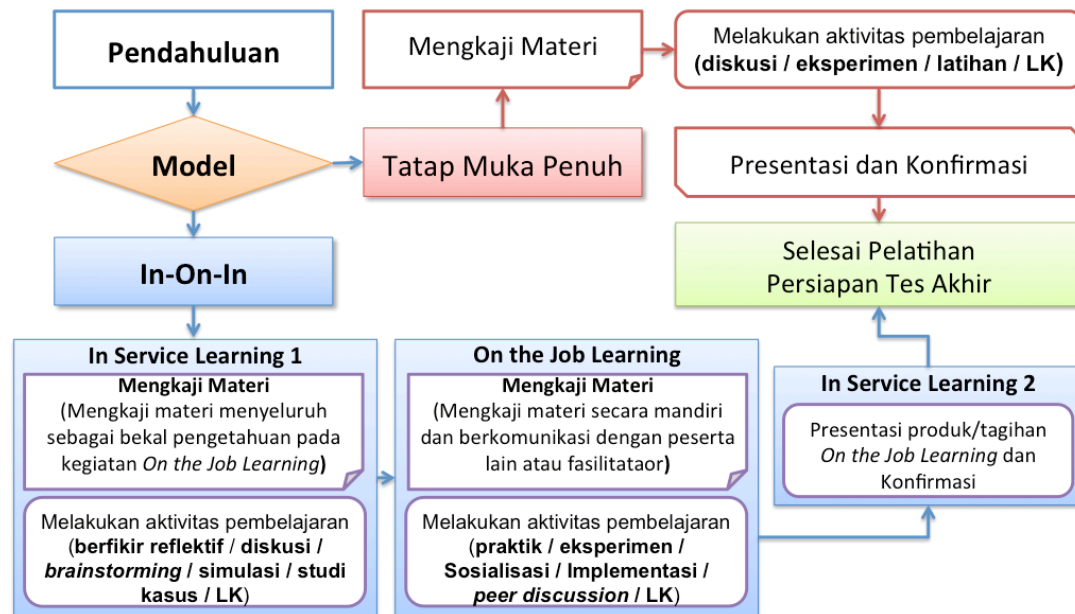 Pendahuluan
Model
Tatap Muka Penuh
Mengkaji Materi
Melakukan aktivitas pembelajaran
(diskusi / eksperimen / latihan / LK)
Presentasi dan Konfirmasi
Selesai Pelatihan
Persiapan Tes Akhir
In-On-In
In Service Learning 1
Mengkaji Materi
(Mengkaji materi menyeluruh
sebagai bekal pengetahuan pada
kegiatan On the Job Learning)
Melakukan aktivitas pembelajaran
(berfikir reflektif / diskusi /
brainstorming / simulasi / studi
kasus / LK)
On the Job Learning
Mengkaji Materi
(Mengkaji materi secara mandiri
dan berkomunikasi dengan peserta
lain atau fasilitataor)
Melakukan aktivitas pembelajaran
(praktik / eksperimen /
Sosialisasi / Implementasi /
peer discussion / LK)
In Service Learning 2
Presentasi produk/tagihan
On the Job Learning dan
Konfirmasi